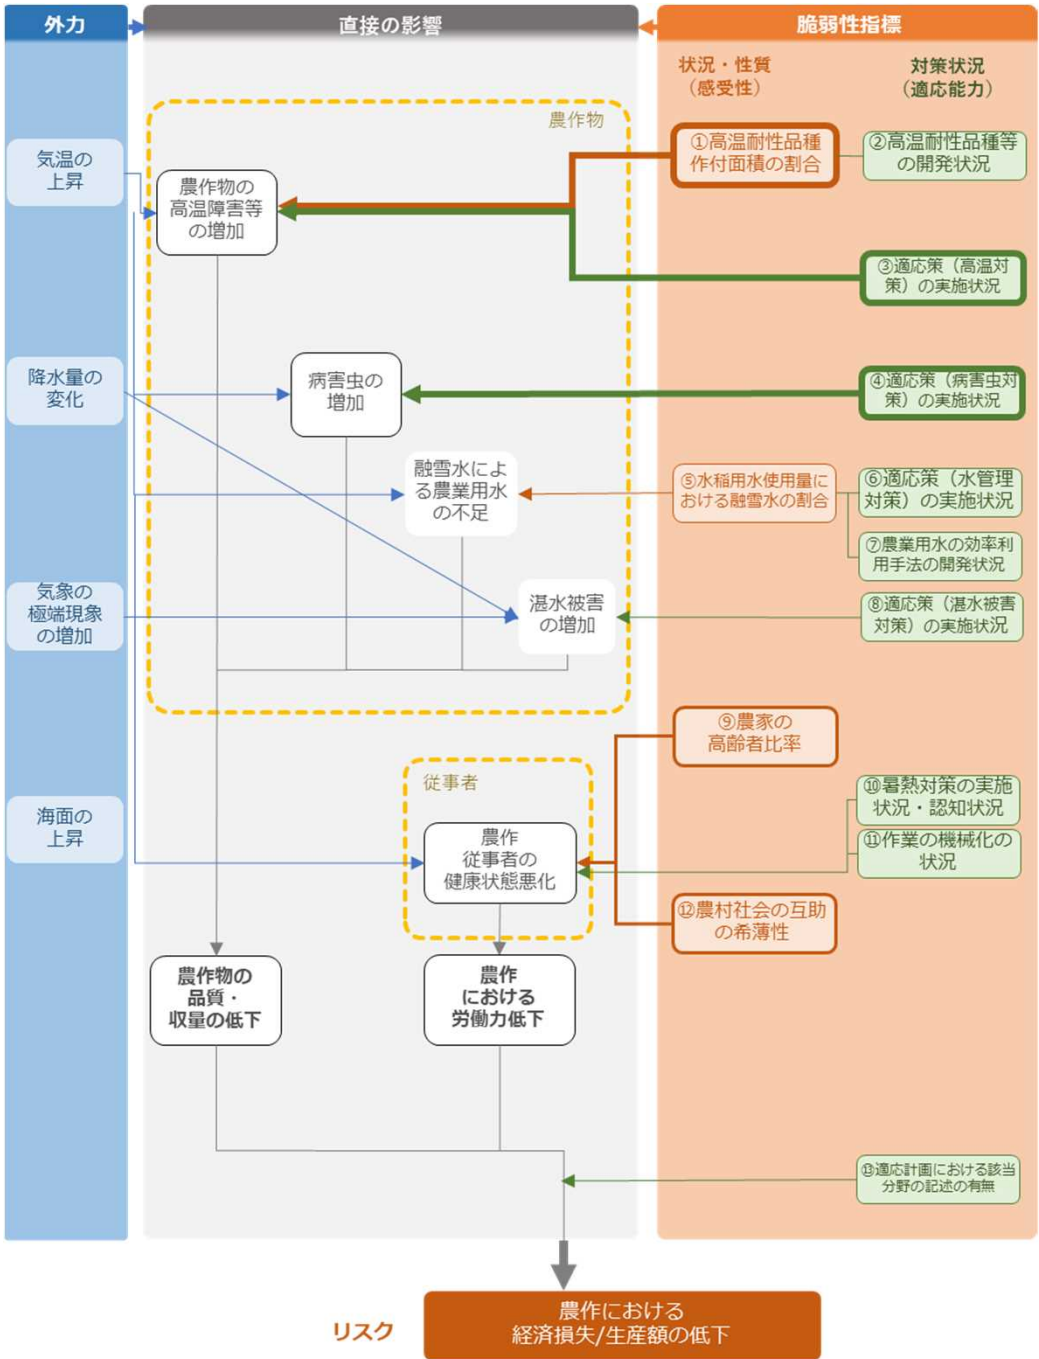 外力
直接の影響
脆弱性指標
状況・性質
（感受性）
対策状況
（適応能力）
農作物
気温の
上昇
農作物の
高温障害等
の増加
①高温耐性品種
作付面積の割合
②高温耐性品種等
の開発状況
③適応策（高温対
策）の実施状況
降水量の
変化
病害虫の
増加
④適応策（病害虫対
策）の実施状況
融雪水によ
る農業用水
の不足
⑤水稲用水使用量に
おける融雪水の割合
⑥適応策（水管理
対策）の実施状況
⑦農業用水の効率利
用手法の開発状況
気象の
極端現象
の増加
湛水被害
の増加
⑧適応策（湛水被害
対策）の実施状況
⑨農家の
高齢者比率
従事者
海面の
上昇
農作
従事者の
健康状態悪化
⑩暑熱対策の実施
状況・認知状況
⑪作業の機械化の
状況
⑫農村社会の互助
の希薄性
農作物の
品質・
収量の低下
農作
における
労働力低下
⑬適応計画における該当
分野の記述の有無
リスク
農作における
経済損失/生産額の低下